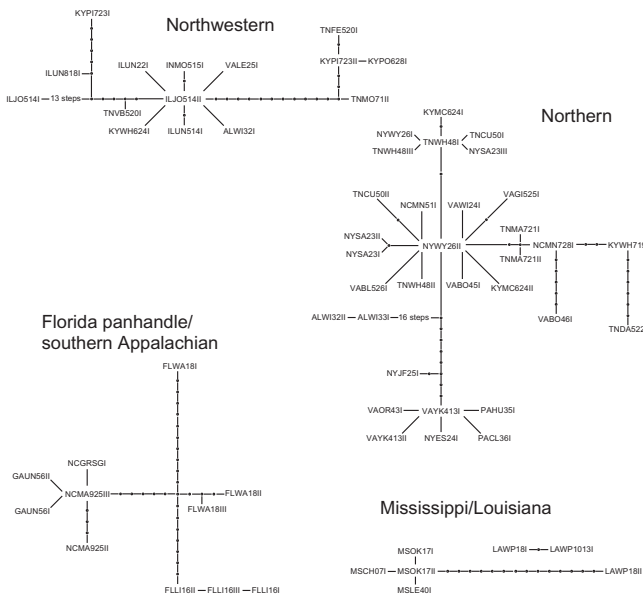 Northwestern
KYPI723I
TNFE520I
ILUN22I INMO515I VALE25I
KYPI723II KYPO628I
ILUN818I
ILJO514I 13 steps ILJO514II TNMO71II
TNVB520I
KYWH624I ILUN514I ALWI32I
Northern
KYMC624I
NYWY26I TNCU50I
TNWH48I
TNWH48III NYSA23III
TNCU50II VAGI525I
NCMN51I VAWI24I
TNMA721I
NYSA23II
NYWY26II NCMN728I KYWH719
NYSA23I
TNMA721II
VABL526I TNWH48II VABO45I KYMC624II
ALWI32II ALWI33I 16 steps
VABO46I
TNDA522
NYJF25I
VAOR43I VAYK413I PAHU35I
VAYK413II NYES24I PACL36I
Florida panhandle/
southern Appalachian
FLWA18I
NCGRSGI
GAUN56II
NCMA925III FLWA18II
GAUN56I
FLWA18III
NCMA925II
FLLI16II FLLI16III FLLI16I
Mississippi/Louisiana
MSOK17I LAWP18I LAWP1013I
MSCH07I MSOK17II LAWP18II
MSLE40I